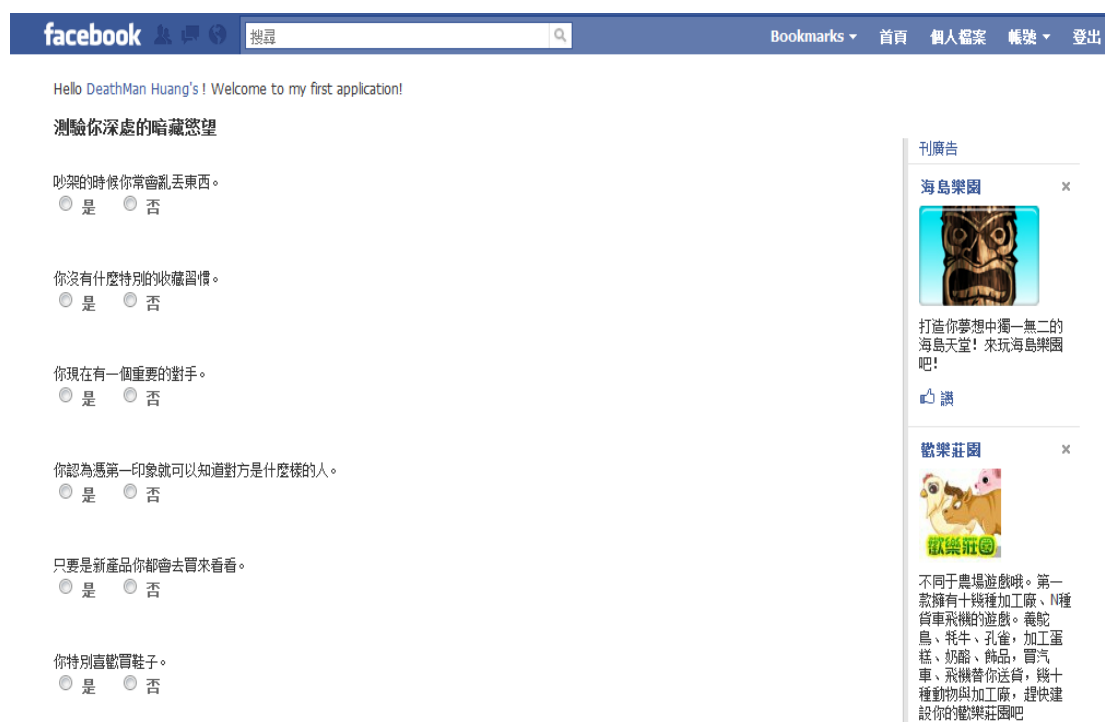 facebook
搜尋
Bookmarks
首頁
個人檔案
帳號
登出
Hello DeathMan Huang's ! Welcome to my first application!
測驗你深處的暗藏慾望
吵架的時候你常會亂丟東西。
是 否
你沒有什麼特別的收藏習慣。
是 否
你現在有一個重要的對手。
是 否
你認為憑第一印象就可以知道對方是什麼樣的人。
是 否
只要是新產品你都會去買來看看。
是 否
你特別喜歡買鞋子。
是 否
刊廣告
海島樂園
打造你夢想中獨一無二的
海島天堂! 來玩海島樂園
吧!
讚
歡樂莊園
歡樂莊園
不同于農場遊戲哦。第一
款擁有十幾種加工廠、N種
貨車飛機的遊戲。養鴕
鳥、牦牛、孔雀，加工蛋
糕、奶酪、飾品，買汽
車、飛機替你送貨，幾十
種動物與加工廠，趕快建
設你的歡樂莊園吧